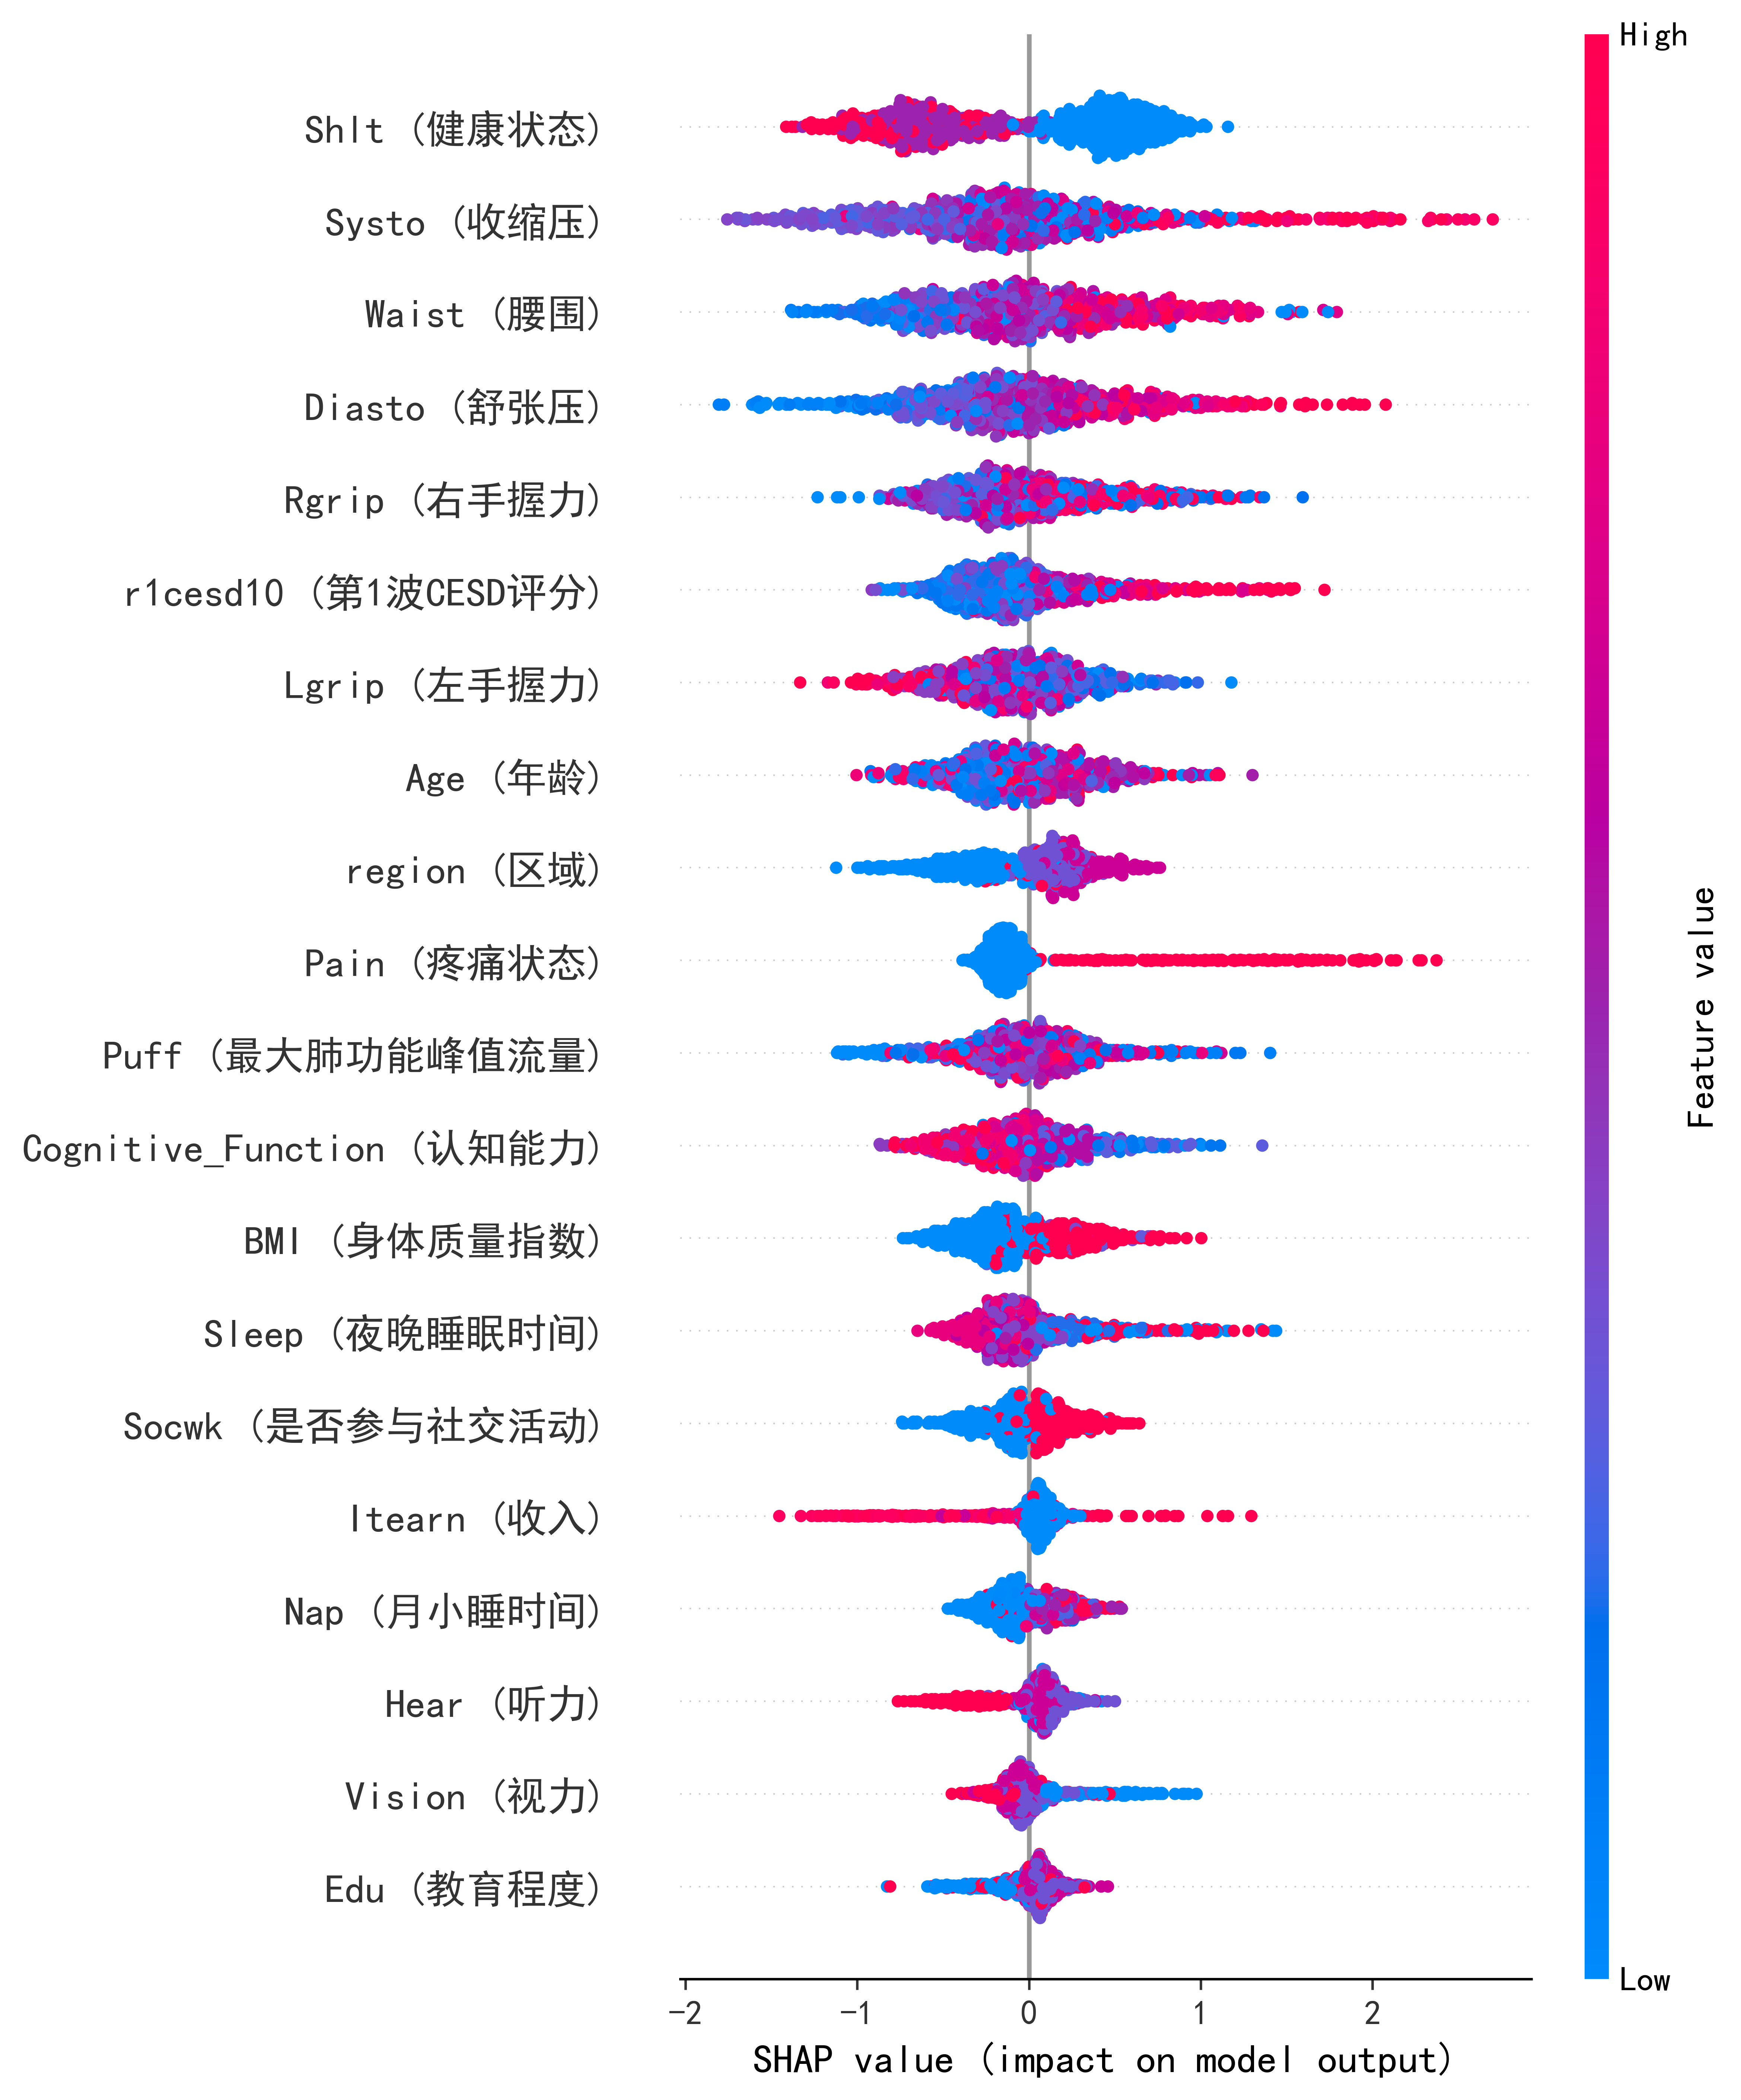 High
Shlt (健康状态)
Systo (收缩压)
Waist (腰围)
Diasto (舒张压)
Rgrip (右手握力)
r1cesd10 (第1波CESD评分)
Lgrip (左手握力)
Age (年龄)
region (区域)
Pain (疼痛状态)
Puff (最大肺功能峰值流量)
Cognitive_Function (认知能力)
BMI (身体质量指数)
Sleep (夜晚睡眠时间)
Socwk (是否参与社交活动)
Itearn (收入)
Nap (月小睡时间)
Hear (听力)
Vision (视力)
Edu (教育程度)
Feature value
Low
−2 −1 0 1 2
SHAP value (impact on model output)